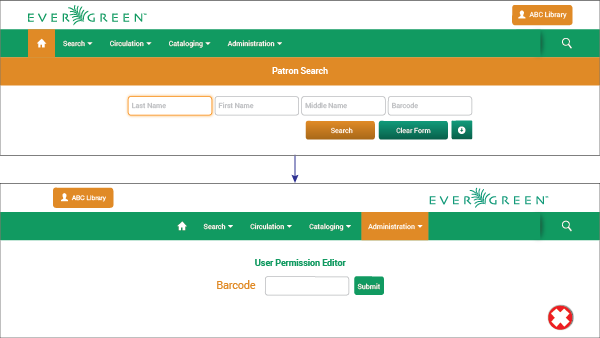 EVERGREEN™
ABC Library
Search Circulation Cataloging Administration
Patron Search
Last Name First Name Middle Name Barcode
Search Clear Form
ABC Library
EVERGREEN™
Search Circulation Cataloging Administration
User Permission Editor
Barcode Submit